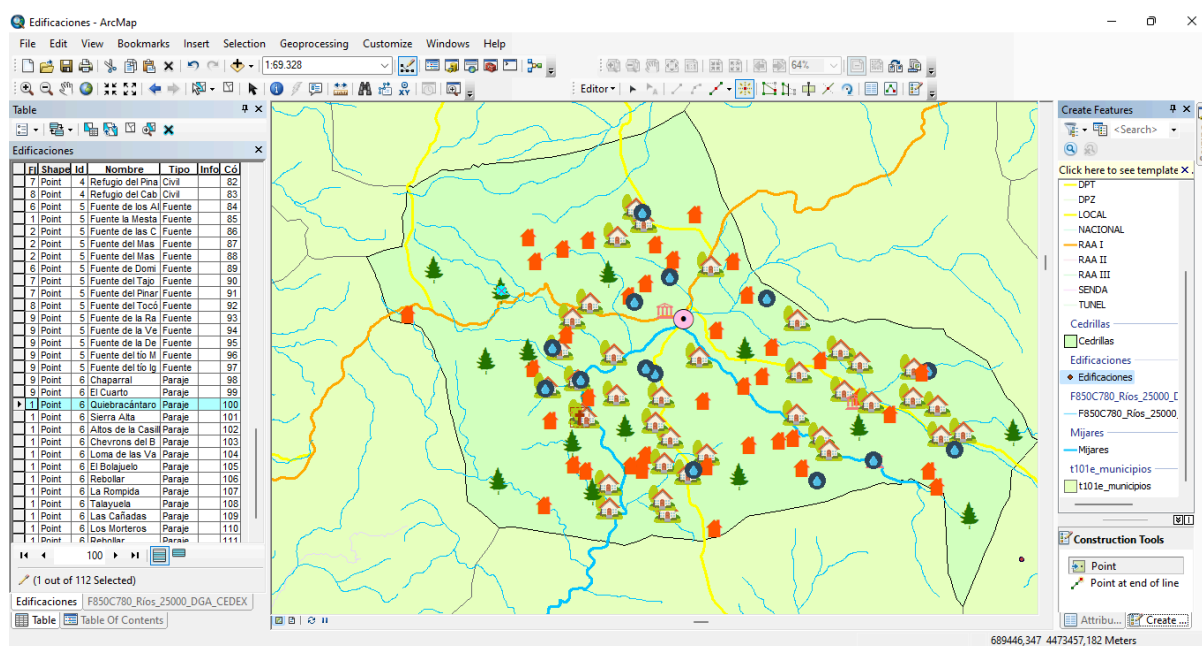 Edificaciones - ArcMap
File Edit View Bookmarks Insert Selection Geoprocessing Customize Windows Help
1:69.328
64%
Editor
Table
Edificaciones
FI Shape Id Nombre Tipo Info Có
7 Point 4 Refugio del Pina Civil 82
8 Point 4 Refugio del Cab Civil 83
6 Point 5 Fuente de los Al Fuente 84
1 Point 5 Fuente la Mesta Fuente 85
2 Point 5 Fuente de las C Fuente 86
2 Point 5 Fuente del Mas Fuente 87
2 Point 5 Fuente del Mas Fuente 88
6 Point 5 Fuente de Domi Fuente 89
7 Point 5 Fuente del Tajo Fuente 90
7 Point 5 Fuente del Pinar Fuente 91
8 Point 5 Fuente del Tocó Fuente 92
9 Point 5 Fuente de la Ra Fuente 93
9 Point 5 Fuente de la Ve Fuente 94
9 Point 5 Fuente de la De Fuente 95
9 Point 5 Fuente del tío M Fuente 96
9 Point 5 Fuente del tío Ig Fuente 97
9 Point 6 Chaparral Paraje 98
9 Point 6 El Cuarto Paraje 99
1 Point 6 Quiebracántaro Paraje 100
1 Point 6 Sierra Alta Paraje 101
1 Point 6 Altos de la Casill Paraje 102
1 Point 6 Chevrons del B Paraje 103
1 Point 6 Loma de las Va Paraje 104
1 Point 6 El Bolajuelo Paraje 105
1 Point 6 Rebollar Paraje 106
1 Point 6 La Rompida Paraje 107
1 Point 6 Talayuela Paraje 108
1 Point 6 Las Cañadas Paraje 109
1 Point 6 Los Morteros Paraje 110
1 Point 6 Rebollar Paraje 111
100
(1 out of 112 Selected)
Edificaciones F850C780_Ríos_25000_DGA_CEDEX
Table Table Of Contents
Create Features
<Search>
Click here to see template
DPT
DPZ
LOCAL
NACIONAL
RAA I
RAA II
RAA III
SENDA
TUNEL
Cedrillas
Cedrillas
Edificaciones
Edificaciones
F850C780_Ríos_25000_D
F850C780_Ríos_25000_
Mijares
Mijares
t101e_municipios
t101e_municipios
Construction Tools
Point
Point at end of line
Attribu... Create ...
689446,347 4473457,182 Meters